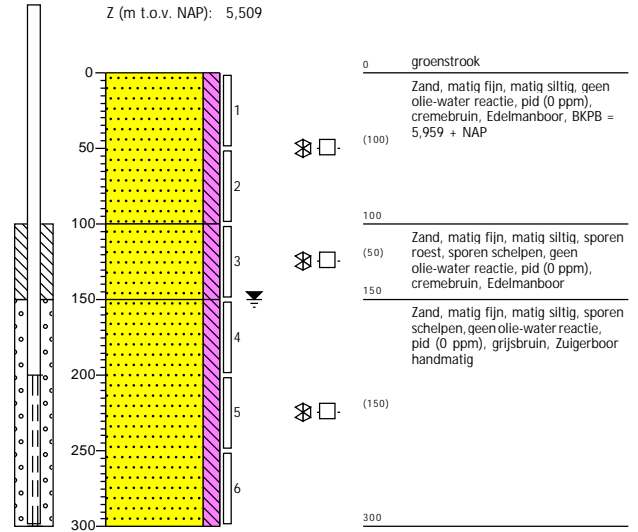 Z (m t.o.v. NAP): 5,509
0
50
100
150
200
250
300
1
2
3
4
5
6
0
groenstrook
Zand, matig fijn, matig siltig, geen
olie-water reactie, pid (0 ppm),
cremebruin, Edelmanboor, BKPB =
5,959 + NAP
(100)
100
Zand, matig fijn, matig siltig, sporen
roest, sporen schelpen, geen
olie-water reactie, pid (0 ppm),
cremebruin, Edelmanboor
(50)
150
Zand, matig fijn, matig siltig, sporen
schelpen, geen olie-water reactie,
pid (0 ppm), grijsbruin, Zuigerboor
handmatig
(150)
300